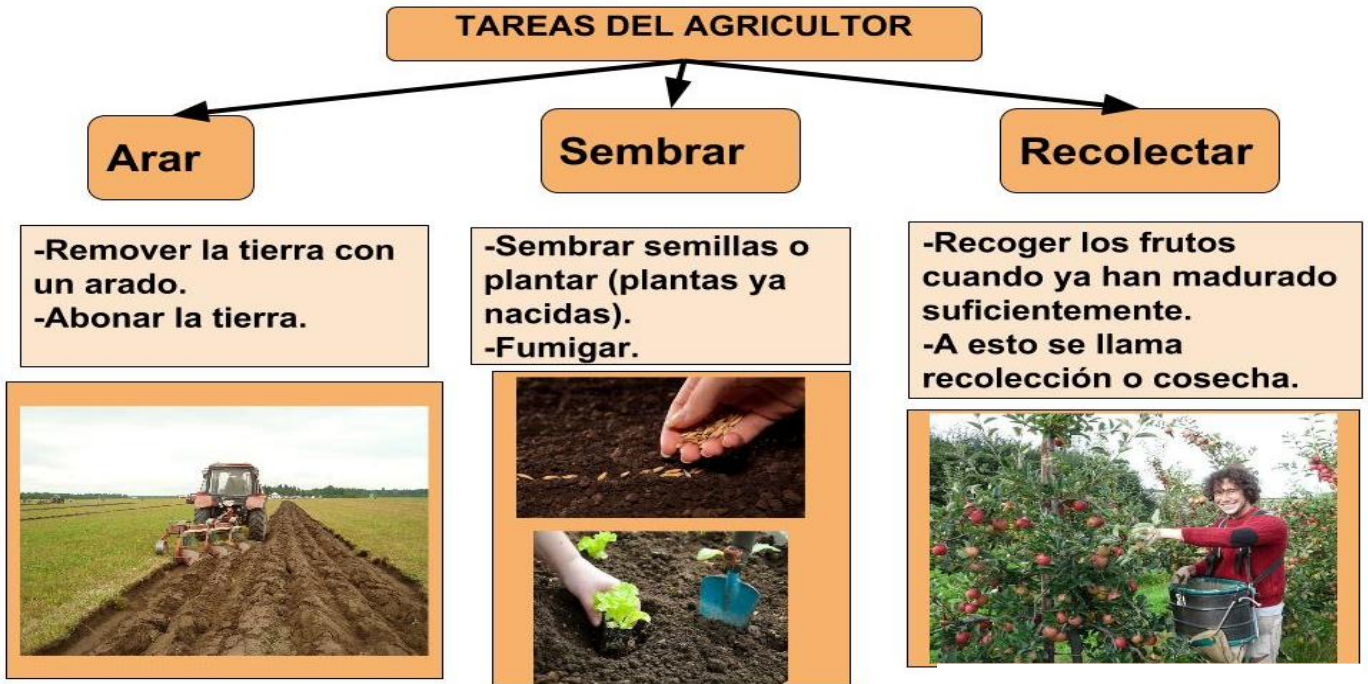 TAREAS DEL AGRICULTOR
Arar
Sembrar
Recolectar
-Remover la tierra con
un arado.
-Abonar la tierra.
-Sembrar semillas o
plantar (plantas ya
nacidas).
-Fumigar.
-Recoger los frutos
cuando ya han madurado
suficientemente.
-A esto se llama
recolección o cosecha.